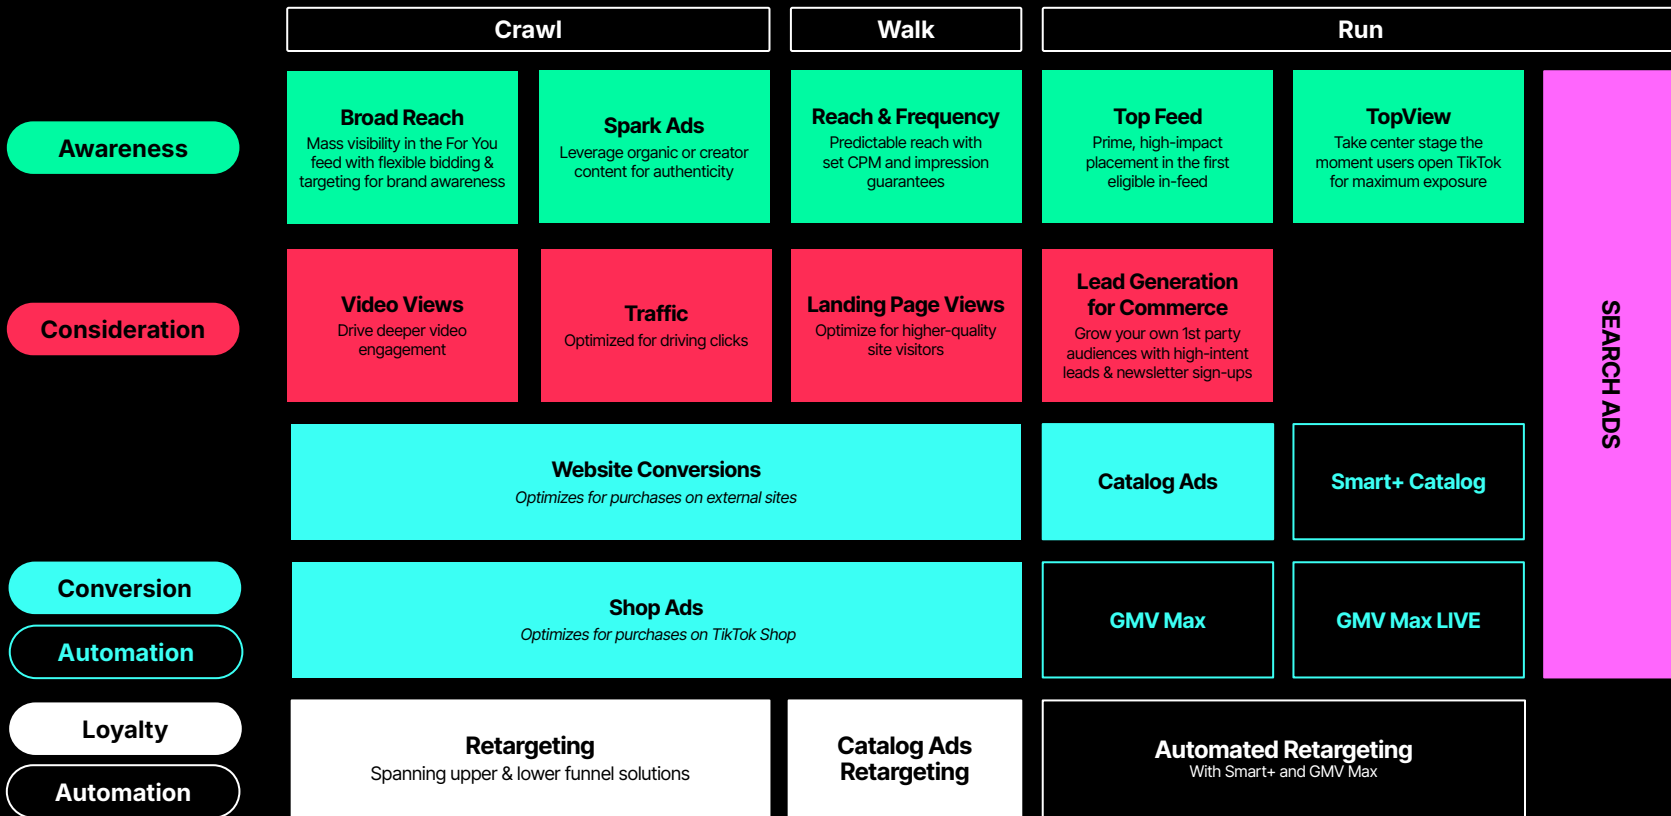 Crawl
Walk
Run
Awareness
Broad Reach
Mass visibility in the For You
feed with flexible bidding &
targeting for brand awareness
Spark Ads
Leverage organic or creator
content for authenticity
Reach & Frequency
Predictable reach with
set CPM and impression
guarantees
Top Feed
Prime, high-impact
placement in the first
eligible in-feed
TopView
Take center stage the
moment users open TikTok
for maximum exposure
SEARCH ADS
Consideration
Video Views
Drive deeper video
engagement
Traffic
Optimized for driving clicks
Landing Page Views
Optimize for higher-quality
site visitors
Lead Generation
for Commerce
Grow your own 1st party
audiences with high-intent
leads & newsletter sign-ups
Website Conversions
Optimizes for purchases on external sites
Catalog Ads
Smart+ Catalog
Conversion
Automation
Shop Ads
Optimizes for purchases on TikTok Shop
GMV Max
GMV Max LIVE
Loyalty
Automation
Retargeting
Spanning upper & lower funnel solutions
Catalog Ads
Retargeting
Automated Retargeting
With Smart+ and GMV Max